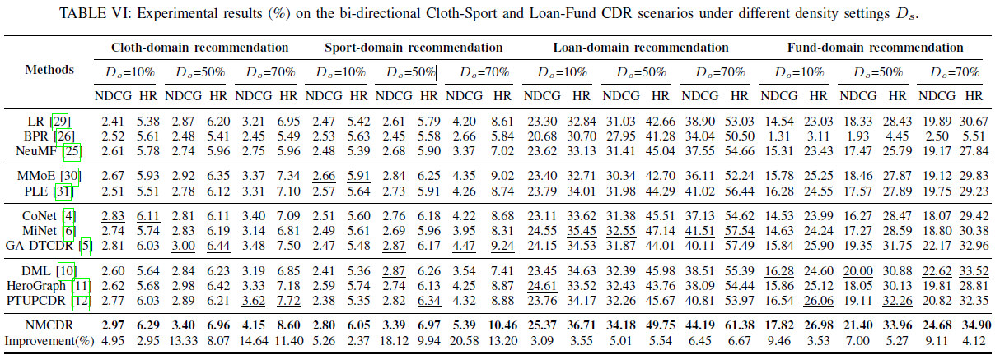 TABLE VI: Experimental results (%) on the bi-directional Cloth-Sport and Loan-Fund CDR scenarios under different density settings Dₛ.
Methods Cloth-domain recommendation Sport-domain recommendation Loan-domain recommendation Fund-domain recommendation
Dₛ=10% Dₛ=50% Dₛ=70% Dₛ=10% Dₛ=50% Dₛ=70% Dₛ=10% Dₛ=50% Dₛ=70% Dₛ=10% Dₛ=50% Dₛ=70%
NDCG HR NDCG HR NDCG HR NDCG HR NDCG HR NDCG HR NDCG HR NDCG HR NDCG HR NDCG HR NDCG HR NDCG HR
LR [29] 2.41 5.38 2.87 6.20 3.21 6.95 2.47 5.42 2.61 5.79 4.20 8.61 23.30 32.84 31.03 42.66 38.90 53.03 14.54 23.03 18.33 28.43 19.89 30.67
BPR [26] 2.52 5.61 2.48 5.41 2.45 5.49 2.53 5.63 2.45 5.58 2.66 5.84 20.68 30.70 27.95 41.28 34.04 50.50 1.31 3.11 1.93 4.45 2.50 5.51
NeuMF [25] 2.61 5.78 2.74 5.96 2.75 5.96 2.48 5.39 2.68 5.90 3.37 7.02 23.62 33.13 31.41 45.04 37.55 54.66 15.31 23.43 17.47 25.79 19.17 27.84
MMoE [30] 2.67 5.93 2.92 6.35 3.37 7.34 2.66 5.91 2.84 6.25 4.35 9.02 23.40 32.71 30.34 42.70 36.11 52.24 15.78 25.25 18.46 27.87 19.12 29.83
PLE [31] 2.51 5.51 2.78 6.12 3.31 7.10 2.57 5.64 2.73 5.91 4.26 8.74 23.79 34.01 31.98 44.29 41.02 56.44 16.28 24.55 17.57 27.89 19.75 29.23
CoNet [4] 2.83 6.11 2.81 6.11 3.40 7.09 2.51 5.60 2.76 6.18 4.22 8.68 23.11 33.62 31.38 45.51 37.13 54.62 14.53 23.99 16.27 28.47 18.07 29.42
MiNet [6] 2.74 5.74 2.83 6.19 3.14 6.81 2.49 5.61 2.69 5.96 3.95 8.31 24.55 35.45 32.55 47.14 41.51 57.54 14.63 24.24 17.27 28.59 18.80 30.38
GA-DTCDR [5] 2.81 6.03 3.00 6.44 3.48 7.50 2.47 5.48 2.87 6.17 4.47 9.24 24.15 34.53 31.87 44.01 40.11 57.49 15.84 25.90 19.35 31.75 22.17 32.96
DML [10] 2.60 5.64 2.84 6.23 3.19 6.85 2.41 5.36 2.87 6.26 3.54 7.41 23.45 34.63 32.39 45.98 38.51 55.39 16.28 24.60 20.00 30.88 22.62 33.52
HeroGraph [11] 2.62 5.68 2.98 6.42 3.33 7.18 2.59 5.74 2.74 6.13 4.25 8.87 24.61 33.52 32.43 43.76 38.09 54.44 15.86 25.12 18.05 30.13 19.81 28.81
PTUPCDR [12] 2.77 6.03 2.89 6.21 3.62 7.72 2.38 5.35 2.82 6.34 4.32 8.88 23.76 34.17 32.26 45.67 40.81 53.97 16.54 26.06 19.11 32.26 20.82 32.35
NMCDR 2.97 6.29 3.40 6.96 4.15 8.60 2.80 6.05 3.39 6.97 5.39 10.46 25.37 36.71 34.18 49.75 44.19 61.38 17.82 26.98 21.40 33.96 24.68 34.90
Improvement(%) 4.95 2.95 13.33 8.07 14.64 11.40 5.26 2.37 18.12 9.94 20.58 13.20 3.09 3.55 5.01 5.54 6.45 6.67 9.46 3.53 7.00 5.27 9.11 4.12